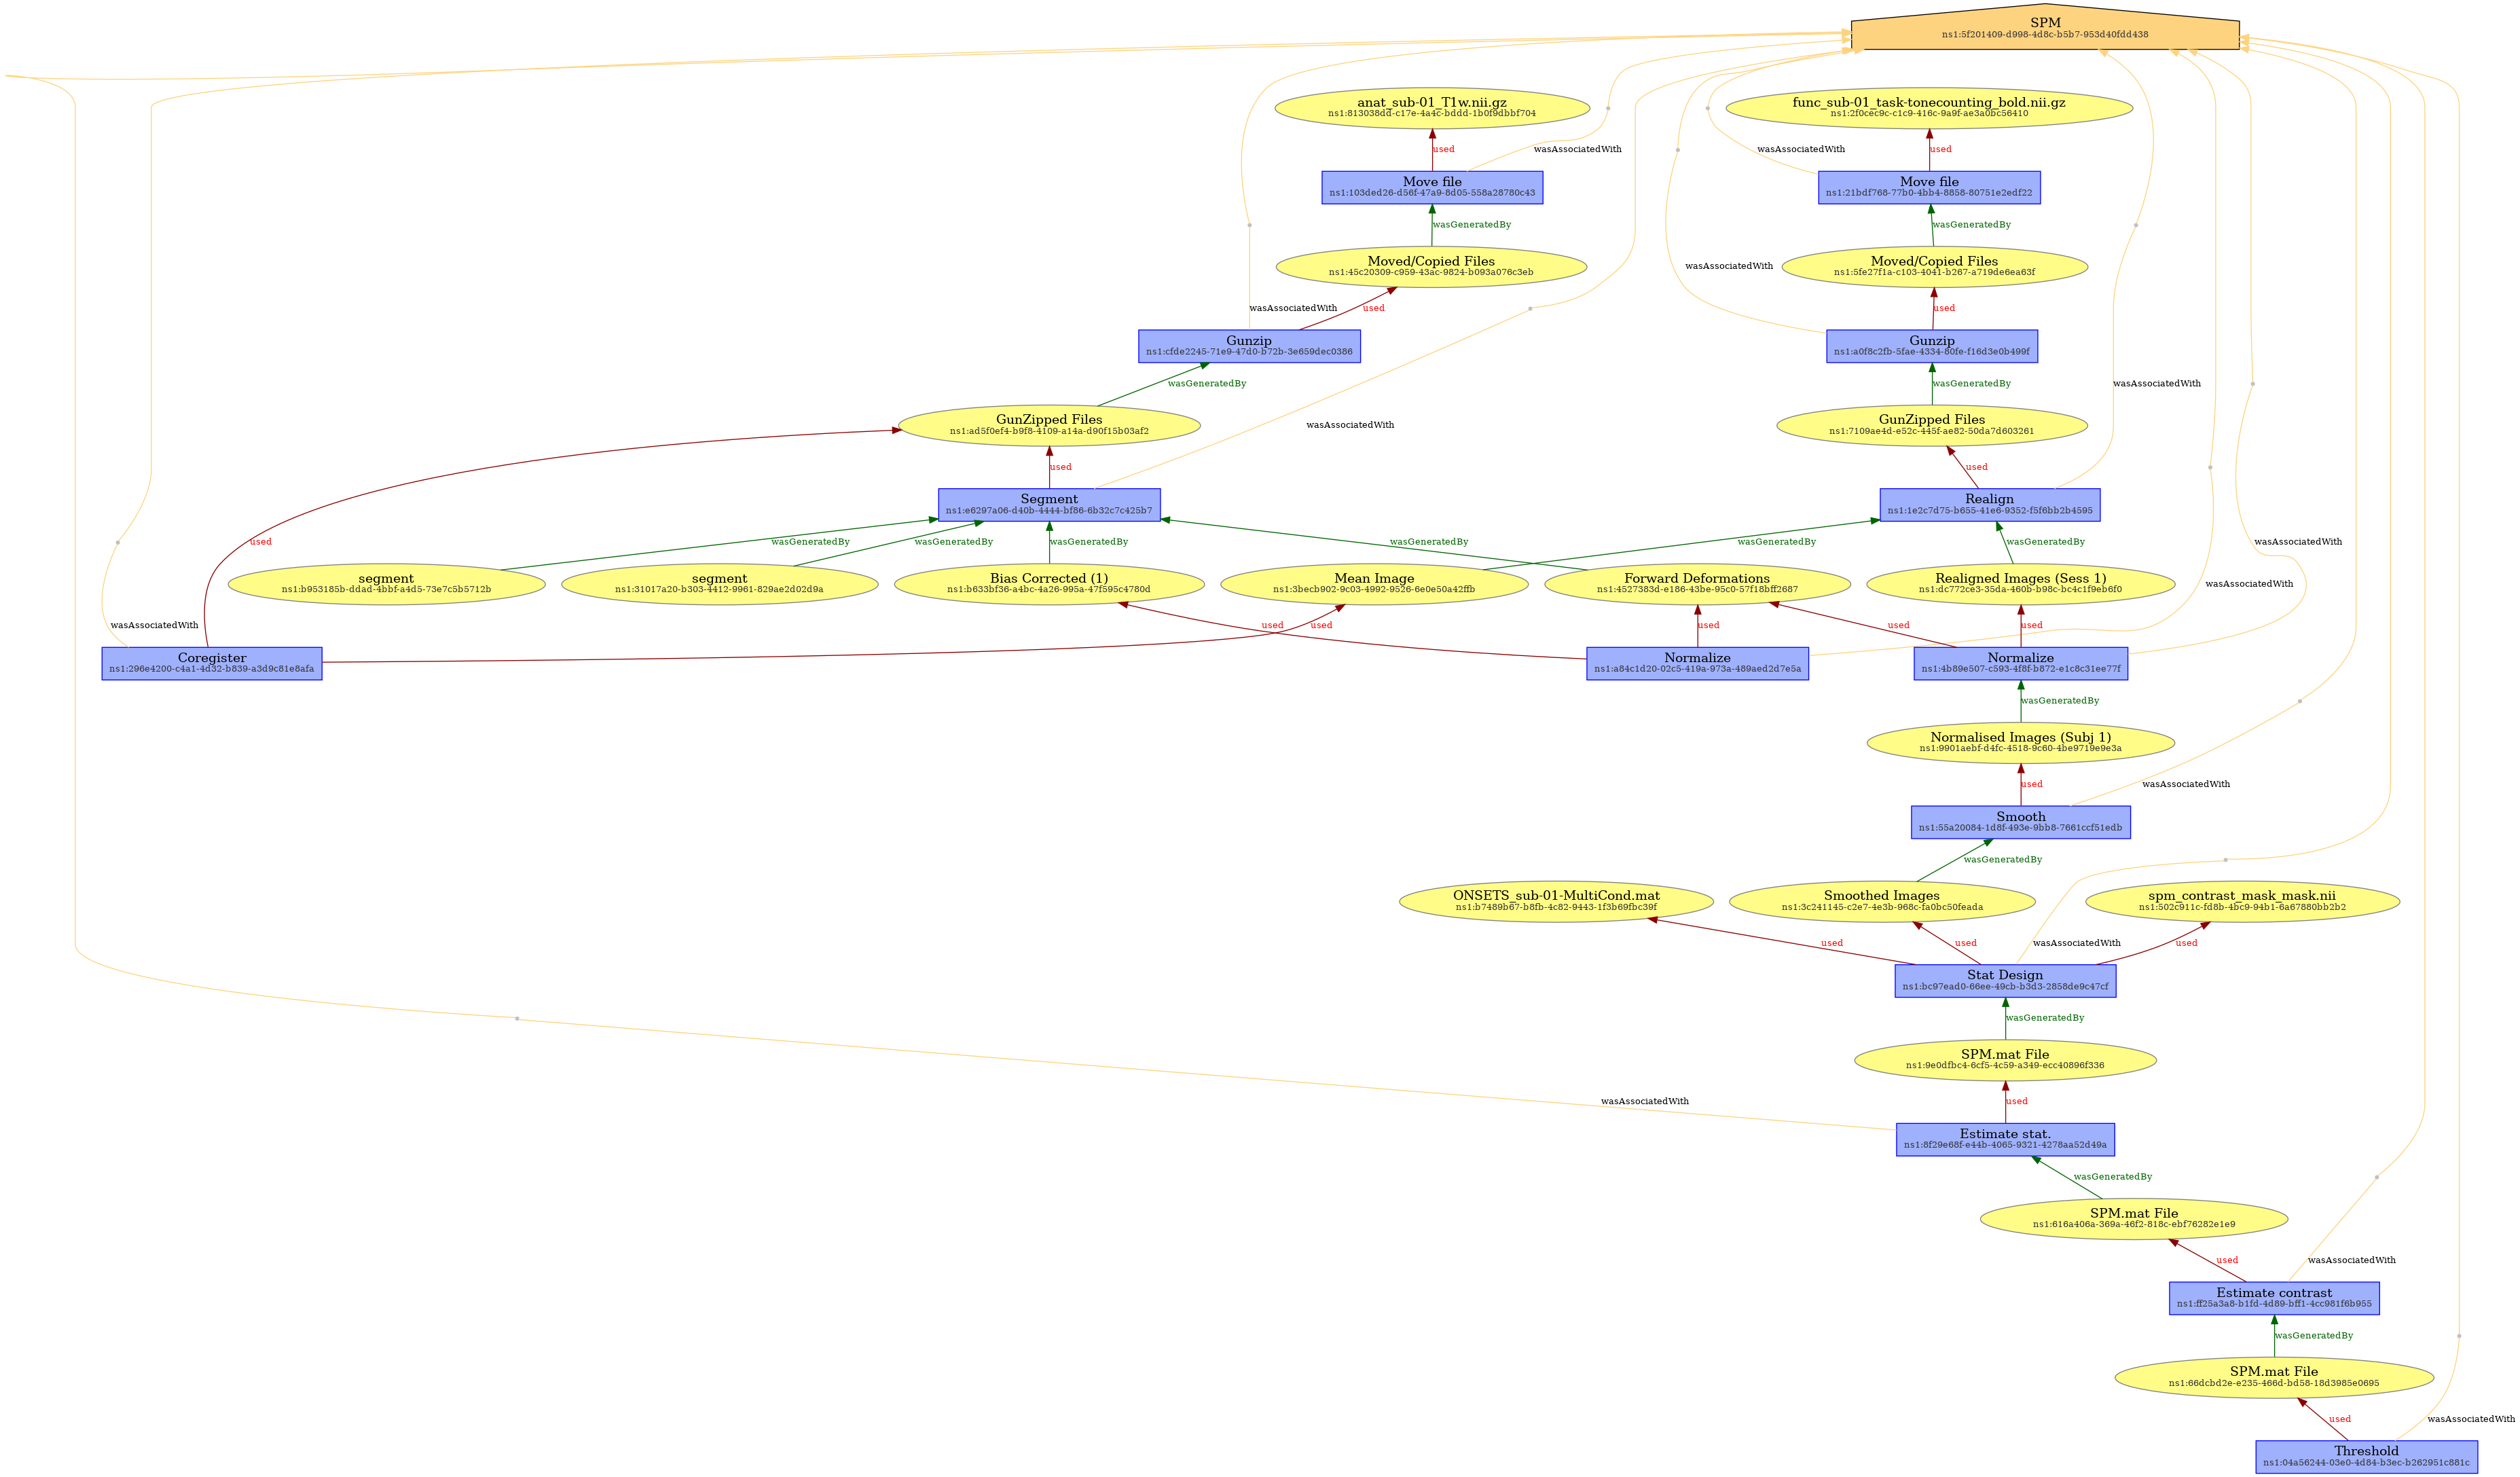 SPM
ns1:5f201409-d998-4d8c-b5b7-953d40fdd438
anat_sub-01_T1w.nii.gz
ns1:813038dd-c17e-4a4c-bddd-1b0f9dbbf704
func_sub-01_task-tonecounting_bold.nii.gz
ns1:2f0cec9c-c1c9-416c-9a9f-ae3a0bc56410
used
wasAssociatedWith
wasAssociatedWith
used
Move file
ns1:103ded26-d56f-47a9-8d05-558a28780c43
Move file
ns1:21bdf768-77b0-4bb4-8858-80751e2edf22
wasGeneratedBy
wasGeneratedBy
Moved/Copied Files
ns1:45c20309-c959-43ac-9824-b093a076c3eb
wasAssociatedWith
Moved/Copied Files
ns1:5fe27f1a-c103-4041-b267-a719de6ea63f
wasAssociatedWith
used
used
Gunzip
ns1:cfde2245-71e9-47d0-b72b-3e659dec0386
Gunzip
ns1:a0f8c2fb-5fae-4334-80fe-f16d3e0b499f
wasGeneratedBy
wasGeneratedBy
wasAssociatedWith
GunZipped Files
ns1:ad5f0ef4-b9f8-4109-a14a-d90f15b03af2
wasAssociatedWith
GunZipped Files
ns1:7109ae4d-e52c-445f-ae82-50da7d603261
used
used
Segment
ns1:e6297a06-d40b-4444-bf86-6b32c7c425b7
Realign
ns1:1e2c7d75-b655-41e6-9352-f5f6bb2b4595
used
wasGeneratedBy
wasGeneratedBy
wasGeneratedBy
wasGeneratedBy
wasGeneratedBy
wasGeneratedBy
wasAssociatedWith
segment
ns1:b953185b-ddad-4bbf-a4d5-73e7c5b5712b
segment
ns1:31017a20-b303-4412-9961-829ae2d02d9a
Bias Corrected (1)
ns1:b633bf36-a4bc-4a26-995a-47f595c4780d
Mean Image
ns1:3becb902-9c03-4992-9526-6e0e50a42ffb
Forward Deformations
ns1:4527383d-e186-43be-95c0-57f18bff2687
Realigned Images (Sess 1)
ns1:dc772ce3-35da-460b-b98c-bc4c1f9eb6f0
wasAssociatedWith
wasAssociatedWith
used
used
used
used
used
Coregister
ns1:296e4200-c4a1-4d32-b839-a3d9c81e8afa
Normalize
ns1:a84c1d20-02c5-419a-973a-489aed2d7e5a
Normalize
ns1:4b89e507-c593-4f8f-b872-e1c8c31ee77f
wasGeneratedBy
Normalised Images (Subj 1)
ns1:9901aebf-d4fc-4518-9c60-4be9719e9e3a
used
wasAssociatedWith
Smooth
ns1:55a20084-1d8f-493e-9bb8-7661ccf51edb
wasGeneratedBy
ONSETS_sub-01-MultiCond.mat
ns1:b7489b67-b8fb-4c82-9443-1f3b69fbc39f
Smoothed Images
ns1:3c241145-c2e7-4e3b-968c-fa0bc50feada
spm_contrast_mask_mask.nii
ns1:502c911c-fd8b-4bc9-94b1-6a67880bb2b2
used
used
wasAssociatedWith
used
Stat Design
ns1:bc97ead0-66ee-49cb-b3d3-2858de9c47cf
wasGeneratedBy
SPM.mat File
ns1:9e0dfbc4-6cf5-4c59-a349-ecc40896f336
wasAssociatedWith
used
Estimate stat.
ns1:8f29e68f-e44b-4065-9321-4278aa52d49a
wasGeneratedBy
SPM.mat File
ns1:616a406a-369a-46f2-818c-ebf76282e1e9
used
wasAssociatedWith
Estimate contrast
ns1:ff25a3a8-b1fd-4d89-bff1-4cc981f6b955
wasGeneratedBy
SPM.mat File
ns1:66dcbd2e-e235-466d-bd58-18d3985e0695
used
wasAssociatedWith
Threshold
ns1:04a56244-03e0-4d84-b3ec-b262951c881c